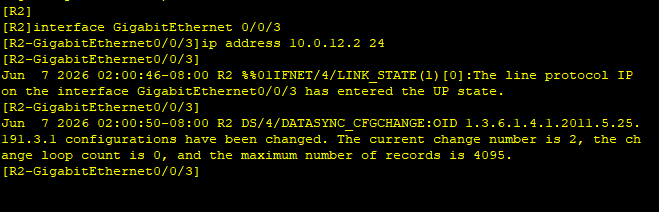 [R2]
[R2]interface GigabitEthernet 0/0/3
[R2-GigabitEthernet0/0/3]ip address 10.0.12.2 24
[R2-GigabitEthernet0/0/3]
Jun  7 2026 02:00:46-08:00 R2 %%01IFNET/4/LINK_STATE(l)[0]:The line protocol IP
on the interface GigabitEthernet0/0/3 has entered the UP state.
[R2-GigabitEthernet0/0/3]
Jun  7 2026 02:00:50-08:00 R2 DS/4/DATASYNC_CFGCHANGE:OID 1.3.6.1.4.1.2011.5.25.
191.3.1 configurations have been changed. The current change number is 2, the ch
ange loop count is 0, and the maximum number of records is 4095.
[R2-GigabitEthernet0/0/3]